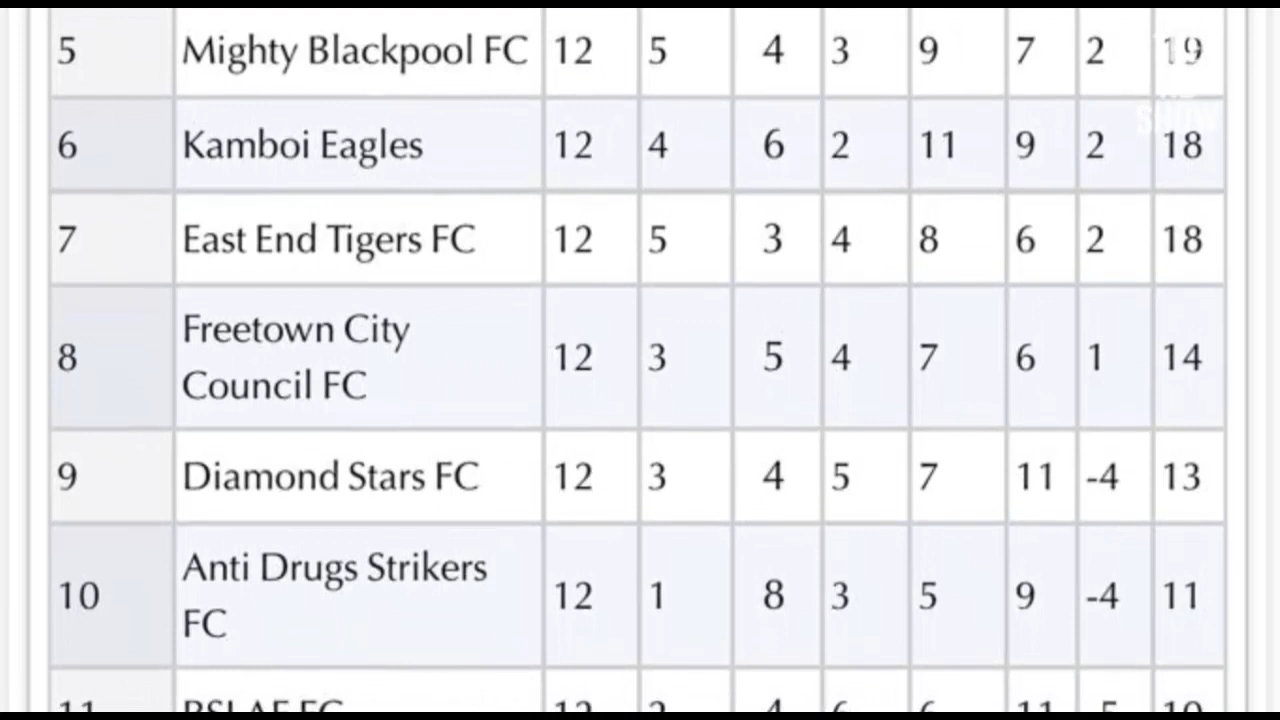 5 Mighty Blackpool FC 12 5 4 3 9 7 2 19
SHOW
6 Kamboi Eagles 12 4 6 2 11 9 2 18
7 East End Tigers FC 12 5 3 4 8 6 2 18
8 Freetown City Council FC 12 3 5 4 7 6 1 14
9 Diamond Stars FC 12 3 4 5 7 11 -4 13
10 Anti Drugs Strikers FC 12 1 8 3 5 9 -4 11